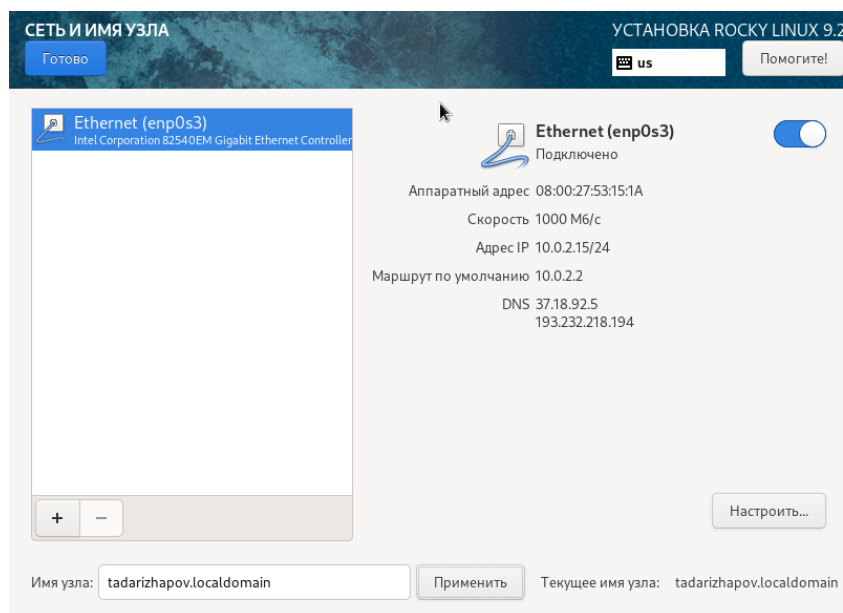 СЕТЬ И ИМЯ УЗЛА
УСТАНОВКА ROCKY LINUX 9.2
Готово
us
Помогите!
Ethernet (enp0s3)
Intel Corporation 82540EM Gigabit Ethernet Controller
Ethernet (enp0s3)
Подключено
Аппаратный адрес 08:00:27:53:15:1A
Скорость 1000 Мб/с
Адрес IP 10.0.2.15/24
Маршрут по умолчанию 10.0.2.2
DNS 37.18.92.5
193.232.218.194
+ −
Настроить...
Имя узла: tadarizhapov.localdomain Применить Текущее имя узла: tadarizhapov.localdomain